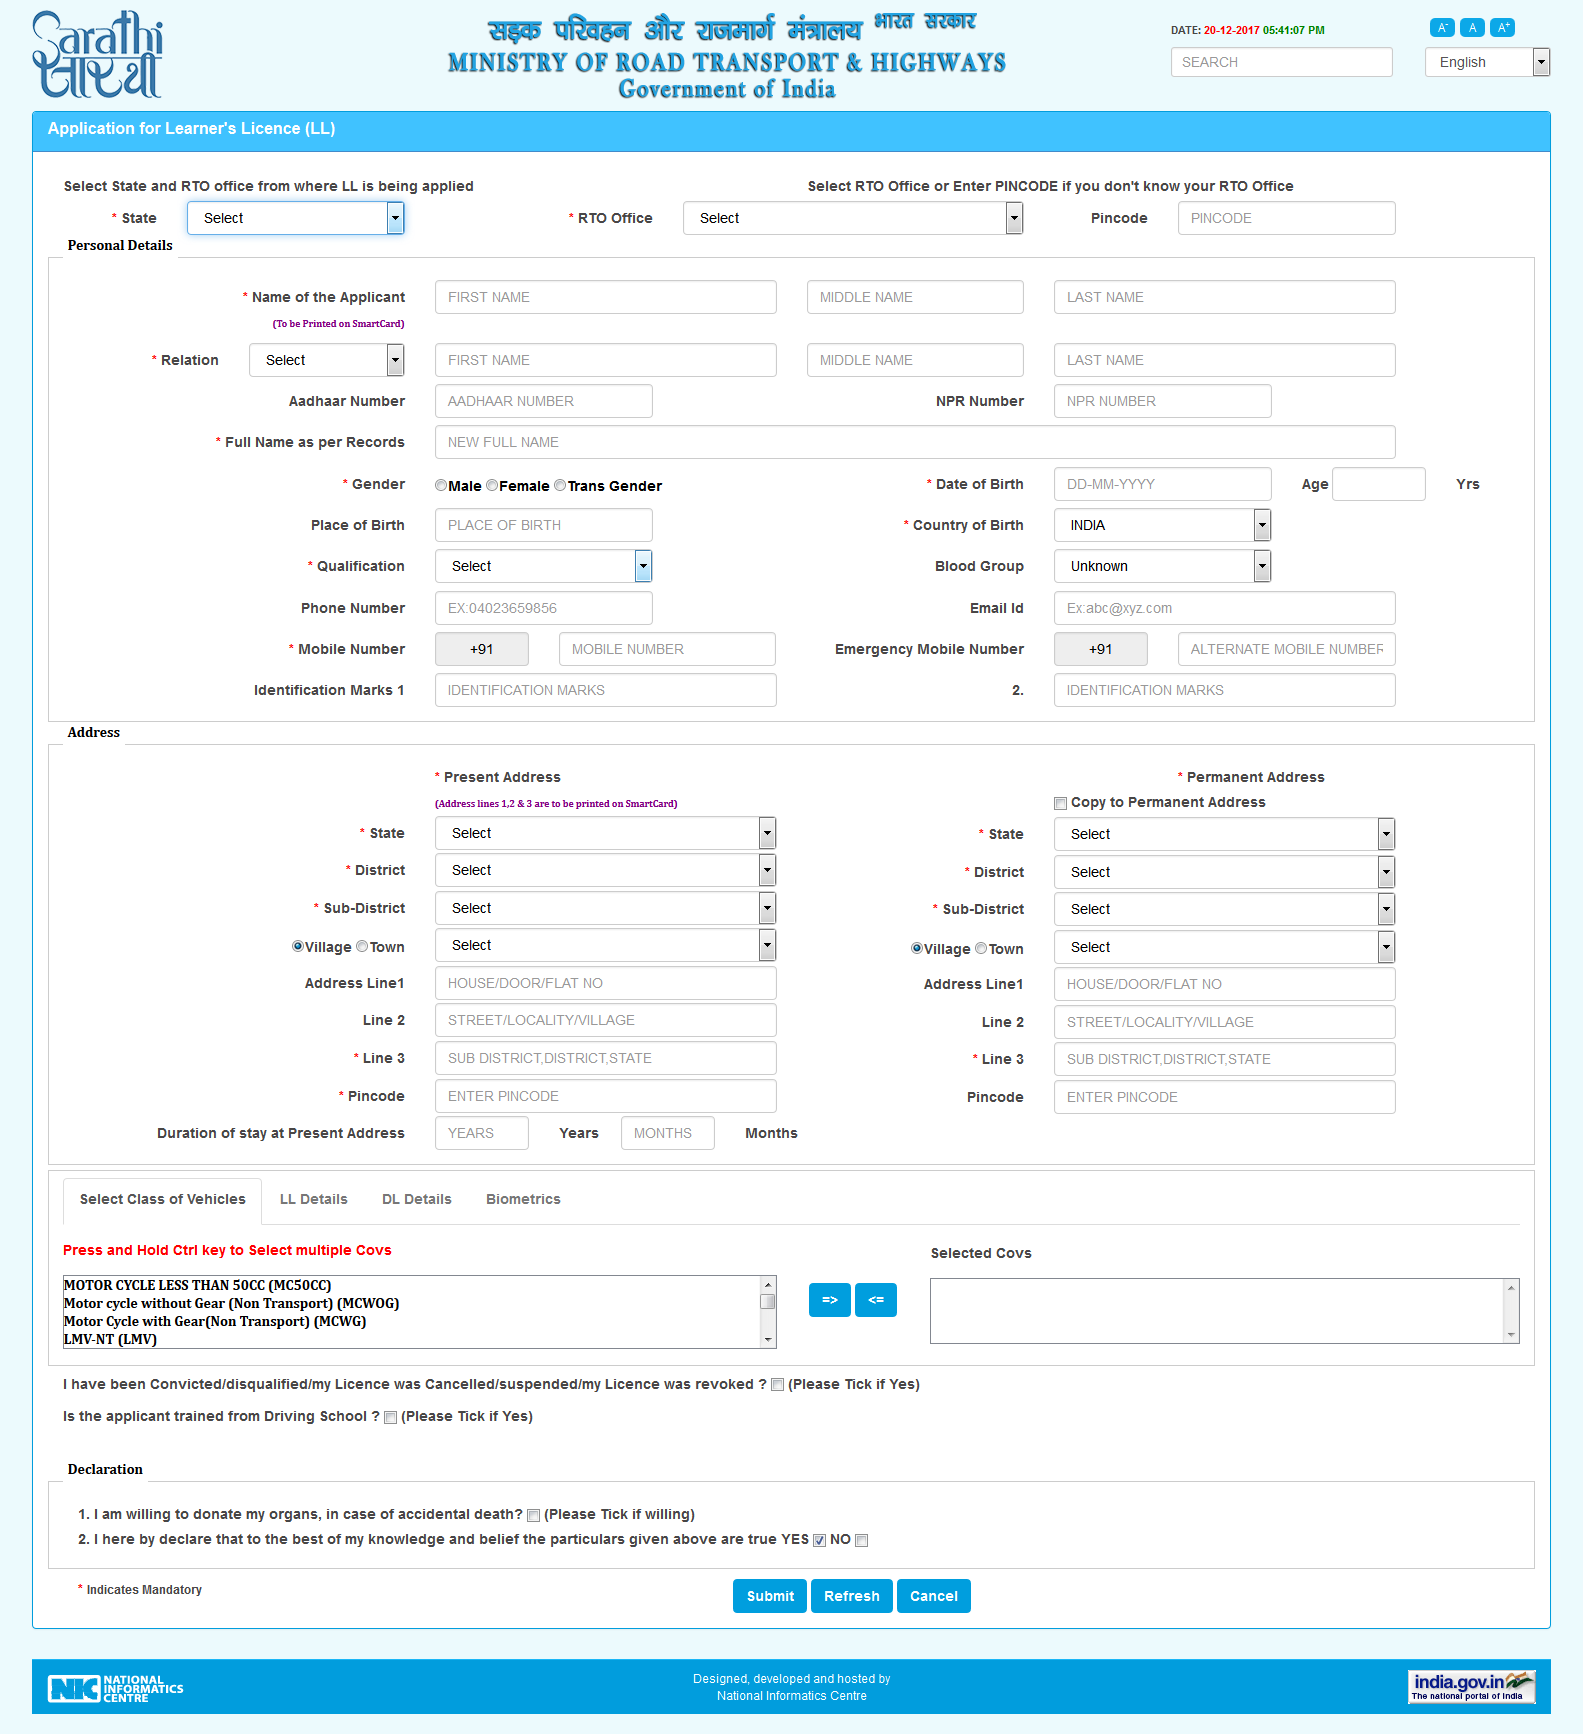 Sarathi
सारथी
सड़क परिवहन और राजमार्ग मंत्रालय भारत सरकार
MINISTRY OF ROAD TRANSPORT & HIGHWAYS
Government of India
DATE: 20-12-2017 05:41:07 PM
A- A A+
SEARCH
English
Application for Learner's Licence (LL)
Select State and RTO office from where LL is being applied
Select RTO Office or Enter PINCODE if you don't know your RTO Office
* State Select * RTO Office Select Pincode PINCODE
Personal Details
* Name of the Applicant FIRST NAME MIDDLE NAME LAST NAME
(To be Printed on SmartCard)
* Relation Select FIRST NAME MIDDLE NAME LAST NAME
Aadhaar Number AADHAAR NUMBER NPR Number NPR NUMBER
* Full Name as per Records NEW FULL NAME
* Gender Male Female Trans Gender * Date of Birth DD-MM-YYYY Age Yrs
Place of Birth PLACE OF BIRTH * Country of Birth INDIA
* Qualification Select Blood Group Unknown
Phone Number EX:04023659856 Email Id Ex:abc@xyz.com
* Mobile Number +91 MOBILE NUMBER Emergency Mobile Number +91 ALTERNATE MOBILE NUMBER
Identification Marks 1 IDENTIFICATION MARKS 2. IDENTIFICATION MARKS
Address
* Present Address * Permanent Address
(Address lines 1,2 & 3 are to be printed on SmartCard) Copy to Permanent Address
* State Select * State Select
* District Select * District Select
* Sub-District Select * Sub-District Select
Village Town Select Village Town Select
Address Line1 HOUSE/DOOR/FLAT NO Address Line1 HOUSE/DOOR/FLAT NO
Line 2 STREET/LOCALITY/VILLAGE Line 2 STREET/LOCALITY/VILLAGE
* Line 3 SUB DISTRICT,DISTRICT,STATE * Line 3 SUB DISTRICT,DISTRICT,STATE
* Pincode ENTER PINCODE Pincode ENTER PINCODE
Duration of stay at Present Address YEARS Years MONTHS Months
Select Class of Vehicles LL Details DL Details Biometrics
Press and Hold Ctrl key to Select multiple Covs
Selected Covs
MOTOR CYCLE LESS THAN 50CC (MC50CC)
Motor cycle without Gear (Non Transport) (MCWOG)
Motor Cycle with Gear(Non Transport) (MCWG)
LMV-NT (LMV)
=> <=
I have been Convicted/disqualified/my Licence was Cancelled/suspended/my Licence was revoked ? (Please Tick if Yes)
Is the applicant trained from Driving School ? (Please Tick if Yes)
Declaration
1. I am willing to donate my organs, in case of accidental death? (Please Tick if willing)
2. I here by declare that to the best of my knowledge and belief the particulars given above are true YES NO
* Indicates Mandatory
Submit Refresh Cancel
NIC NATIONAL INFORMATICS CENTRE
Designed, developed and hosted by
National Informatics Centre
india.gov.in
The national portal of India